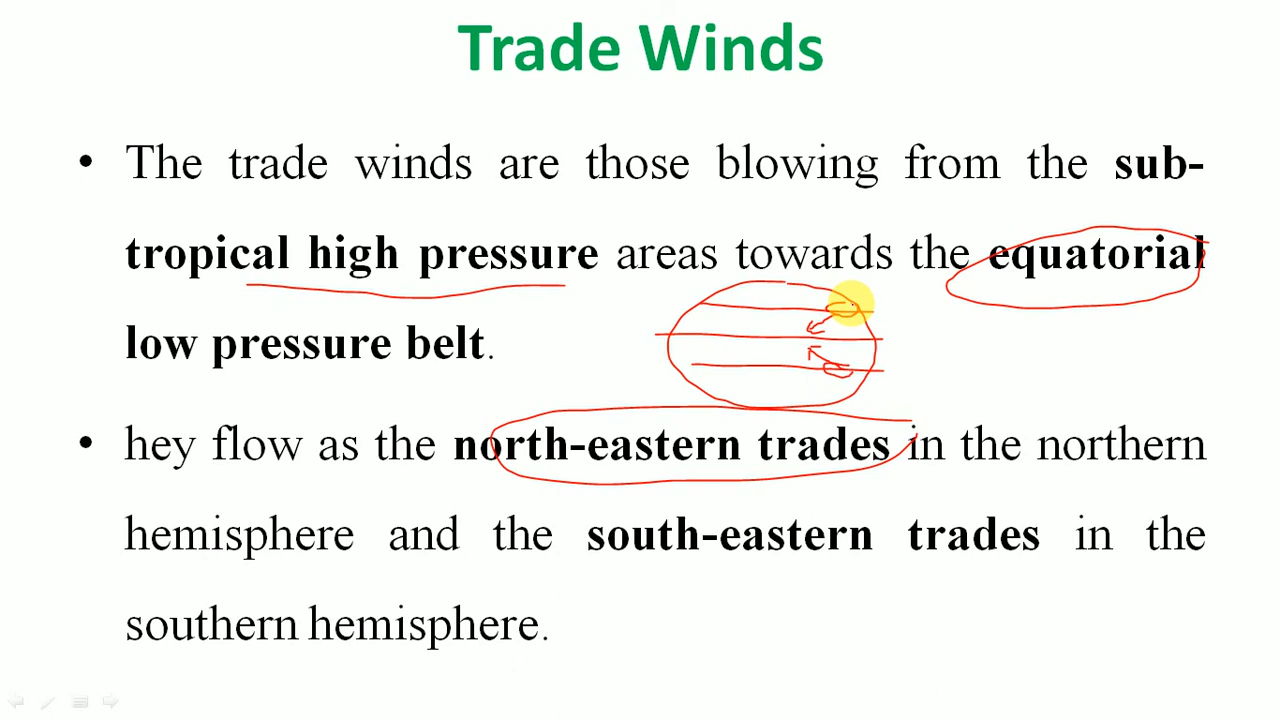 Trade Winds
• The trade winds are those blowing from the sub-
tropical high pressure areas towards the equatorial
low pressure belt.
• hey flow as the north-eastern trades in the northern
hemisphere and the south-eastern trades in the
southern hemisphere.